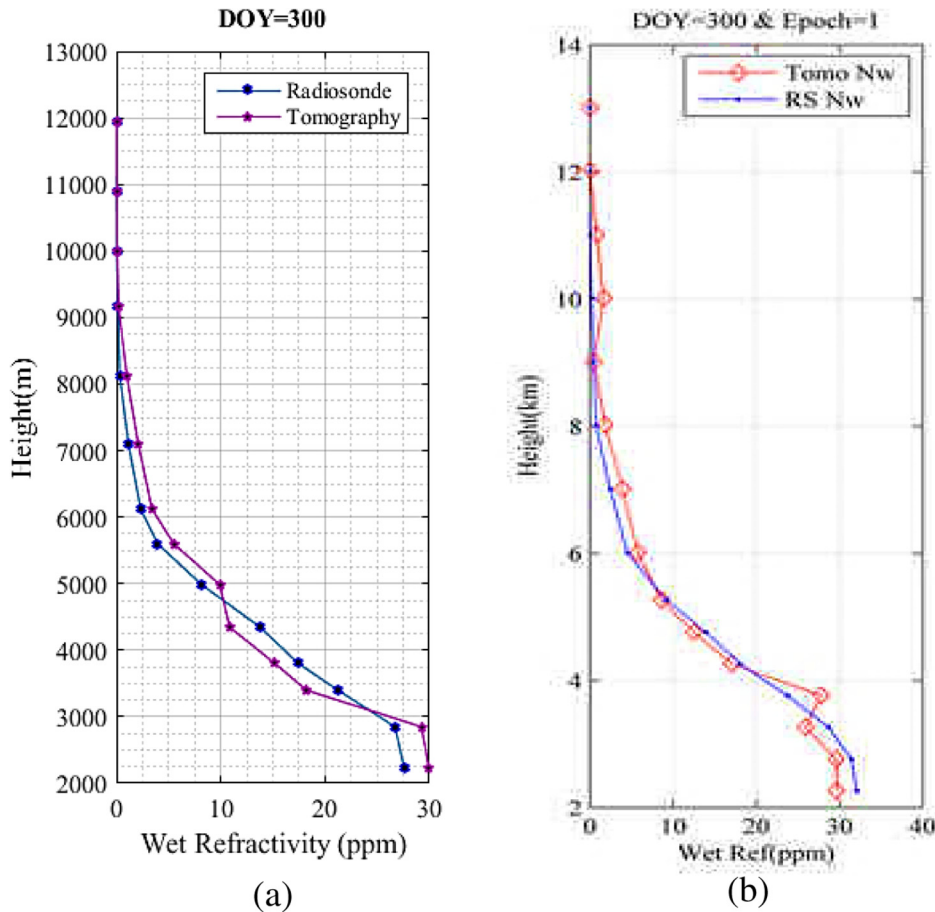 DOY=300
13000
12000
11000
10000
9000
8000
7000
6000
5000
4000
3000
2000
Height(m)
Radiosonde
Tomography
0 10 20 30
Wet Refractivity (ppm)
(a)
DOY=300 & Epoch=1
14
12
10
8
6
4
2
Height(km)
Tomo Nw
RS Nw
0 10 20 30 40
Wet Ref(ppm)
(b)